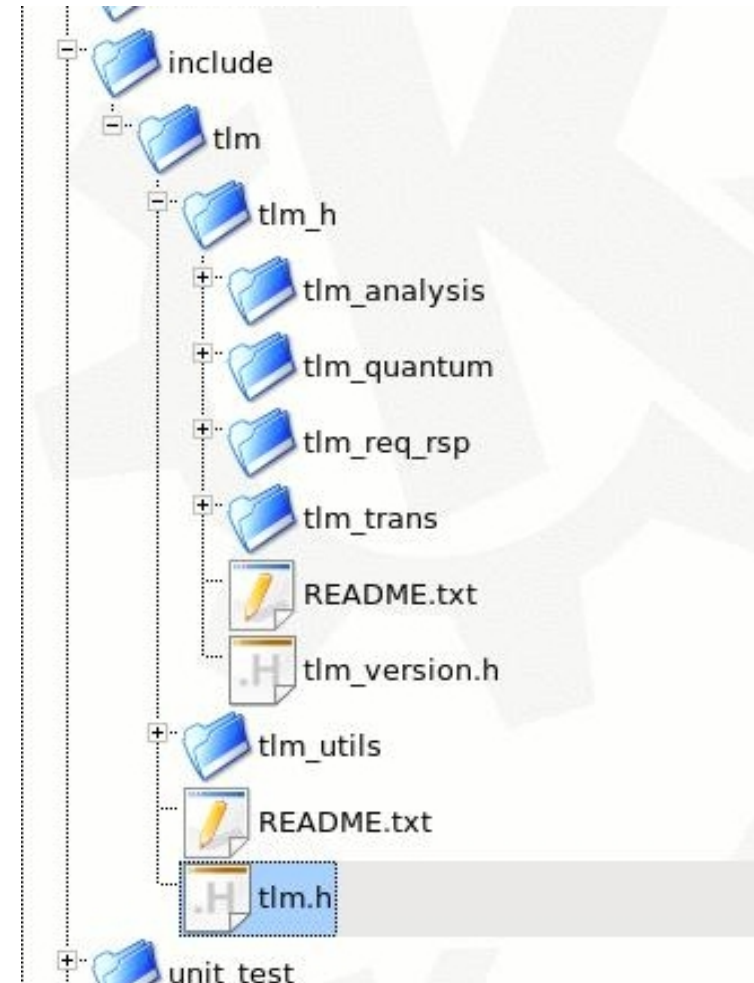 include
tlm
tlm_h
tlm_analysis
tlm_quantum
tlm_req_rsp
tlm_trans
README.txt
.H
tlm_version.h
tlm_utils
README.txt
.H
tlm.h
unit_test